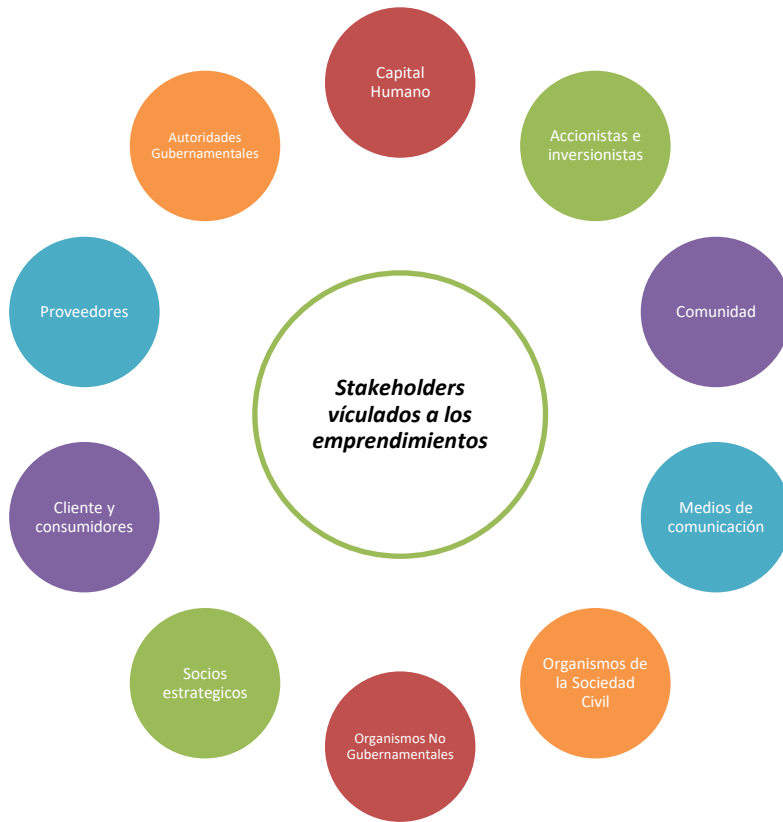 Capital
Humano
Accionistas e
inversionistas
Comunidad
Medios de
comunicación
Organismos de
la Sociedad
Civil
Organismos No
Gubernamentales
Socios
estrategicos
Cliente y
consumidores
Proveedores
Autoridades
Gubernamentales
Stakeholders
vículados a los
emprendimientos